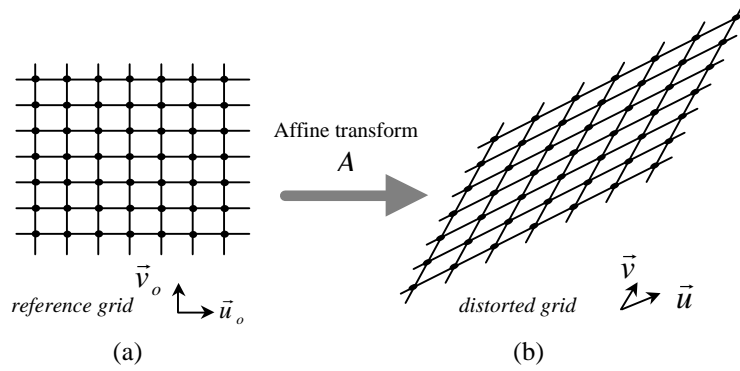 Affine transform
A
v⃗ₒ
reference grid
u⃗ₒ
v⃗
distorted grid
u⃗
(a)
(b)